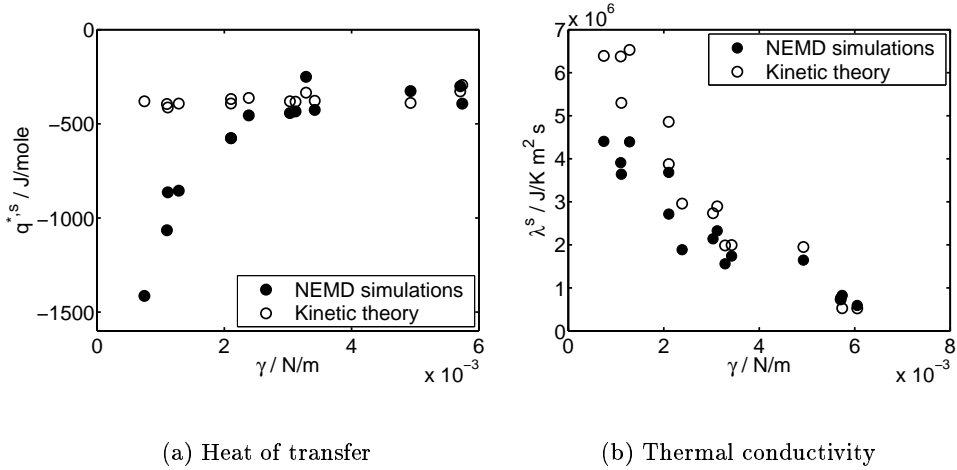 0
−500
−1000
−1500
q*,s / J/mole
NEMD simulations
Kinetic theory
0 2 4 6
γ / N/m
x 10−3
x 106
7
6
5
4
3
2
1
0
λs / J/K m2 s
NEMD simulations
Kinetic theory
0 2 4 6 8
γ / N/m
x 10−3
(a) Heat of transfer
(b) Thermal conductivity